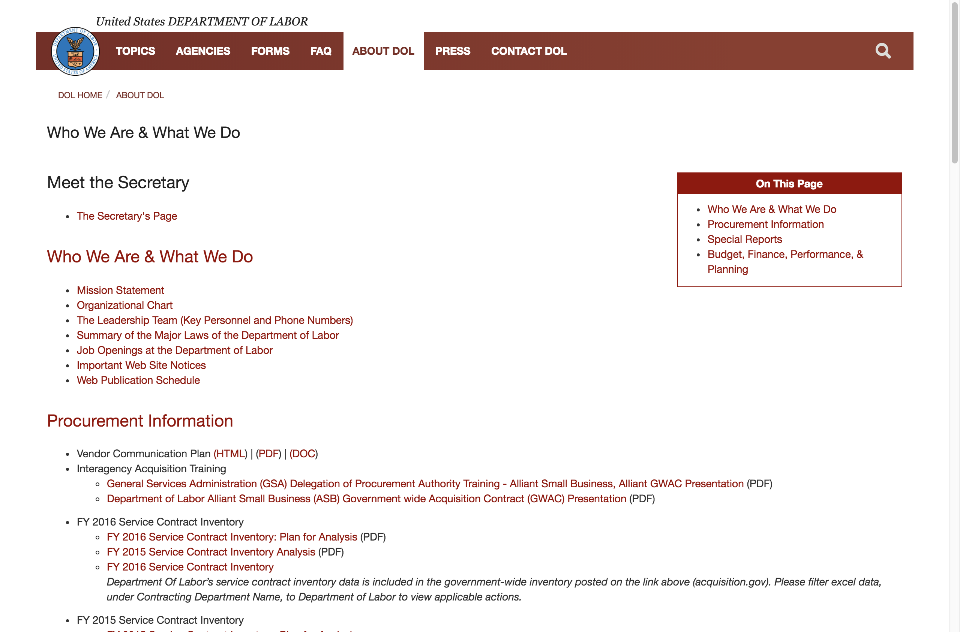 United States DEPARTMENT OF LABOR
TOPICS AGENCIES FORMS FAQ ABOUT DOL PRESS CONTACT DOL
DOL HOME / ABOUT DOL
Who We Are & What We Do
Meet the Secretary
• The Secretary's Page
On This Page
• Who We Are & What We Do
• Procurement Information
• Special Reports
• Budget, Finance, Performance, &
Planning
Who We Are & What We Do
• Mission Statement
• Organizational Chart
• The Leadership Team (Key Personnel and Phone Numbers)
• Summary of the Major Laws of the Department of Labor
• Job Openings at the Department of Labor
• Important Web Site Notices
• Web Publication Schedule
Procurement Information
• Vendor Communication Plan (HTML) | (PDF) | (DOC)
• Interagency Acquisition Training
◦ General Services Administration (GSA) Delegation of Procurement Authority Training - Alliant Small Business, Alliant GWAC Presentation (PDF)
◦ Department of Labor Alliant Small Business (ASB) Government wide Acquisition Contract (GWAC) Presentation (PDF)
• FY 2016 Service Contract Inventory
◦ FY 2016 Service Contract Inventory: Plan for Analysis (PDF)
◦ FY 2015 Service Contract Inventory Analysis (PDF)
◦ FY 2016 Service Contract Inventory
Department Of Labor's service contract inventory data is included in the government-wide inventory posted on the link above (acquisition.gov). Please filter excel data,
under Contracting Department Name, to Department of Labor to view applicable actions.
• FY 2015 Service Contract Inventory